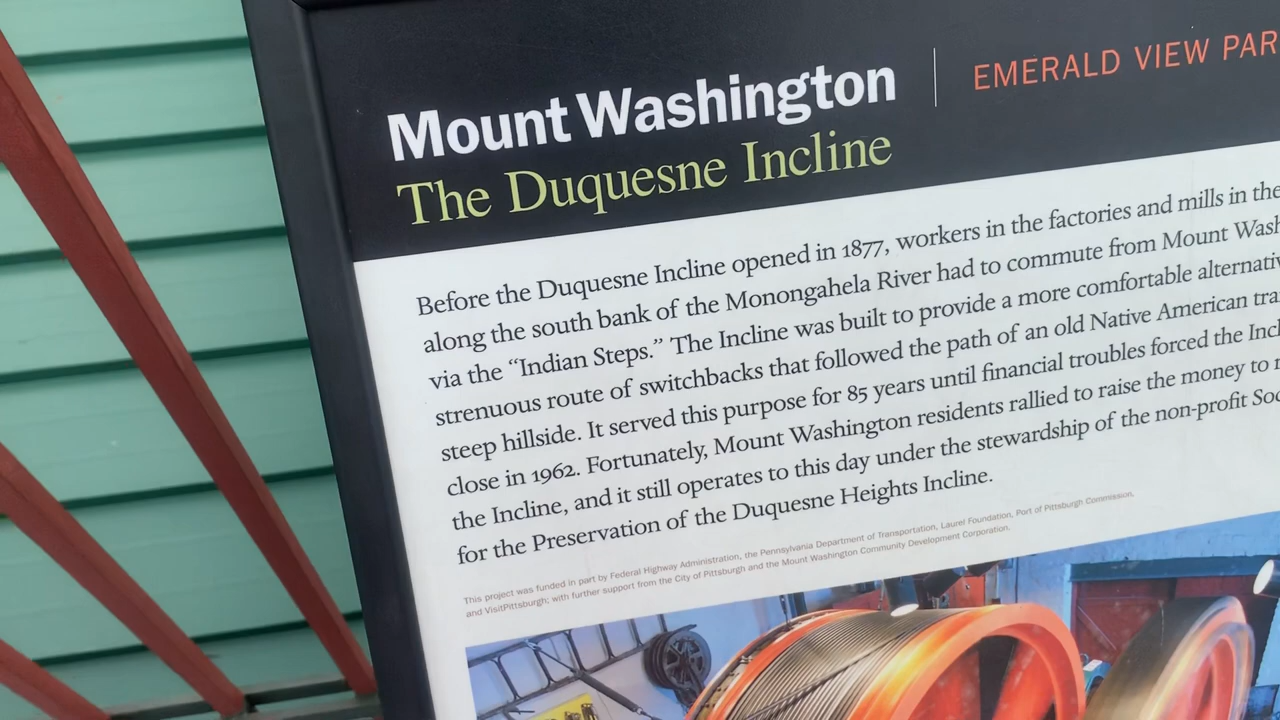 Mount Washington
EMERALD VIEW PAR
The Duquesne Incline
Before the Duquesne Incline opened in 1877, workers in the factories and mills in the
along the south bank of the Monongahela River had to commute from Mount Wash
via the “Indian Steps.” The Incline was built to provide a more comfortable alternativ
strenuous route of switchbacks that followed the path of an old Native American tra
steep hillside. It served this purpose for 85 years until financial troubles forced the Incl
close in 1962. Fortunately, Mount Washington residents rallied to raise the money to r
the Incline, and it still operates to this day under the stewardship of the non-profit Soc
for the Preservation of the Duquesne Heights Incline.
This project was funded in part by Federal Highway Administration, the Pennsylvania Department of Transportation, Laurel Foundation, Port of Pittsburgh Commission,
and VisitPittsburgh; with further support from the City of Pittsburgh and the Mount Washington Community Development Corporation.